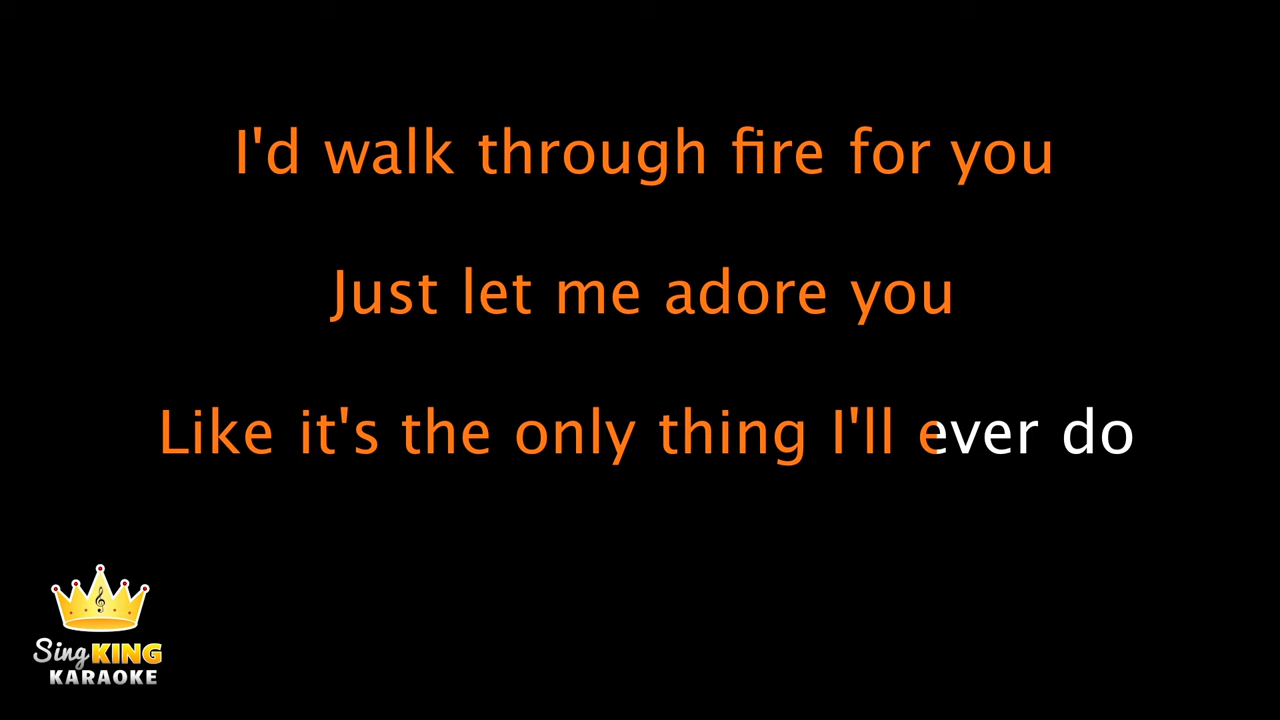 I'd walk through fire for you
Just let me adore you
Like it's the only thing I'll ever do
Sing KING
KARAOKE